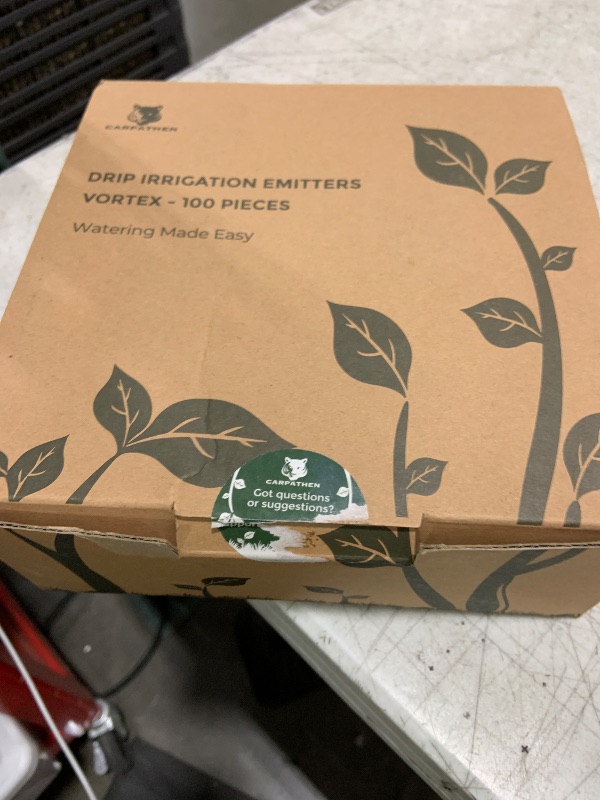 CARPATHEN
DRIP IRRIGATION EMITTERS
VORTEX - 100 PIECES
Watering Made Easy
CARPATHEN
Got questions
or suggestions?